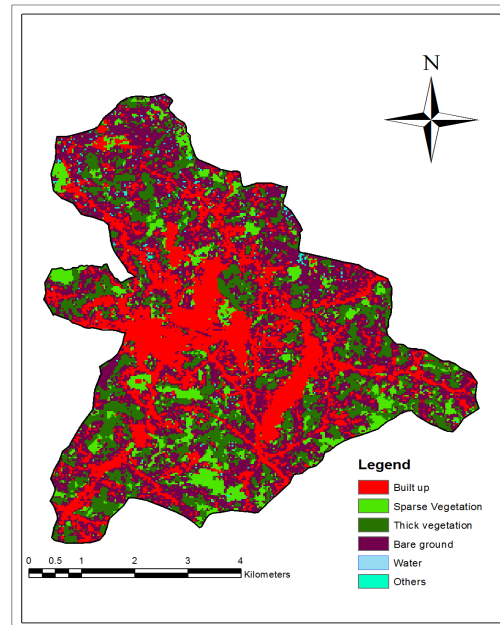 N
Legend
Built up
Sparse Vegetation
Thick vegetation
Bare ground
Water
Others
0 0.5 1 2 3 4
Kilometers